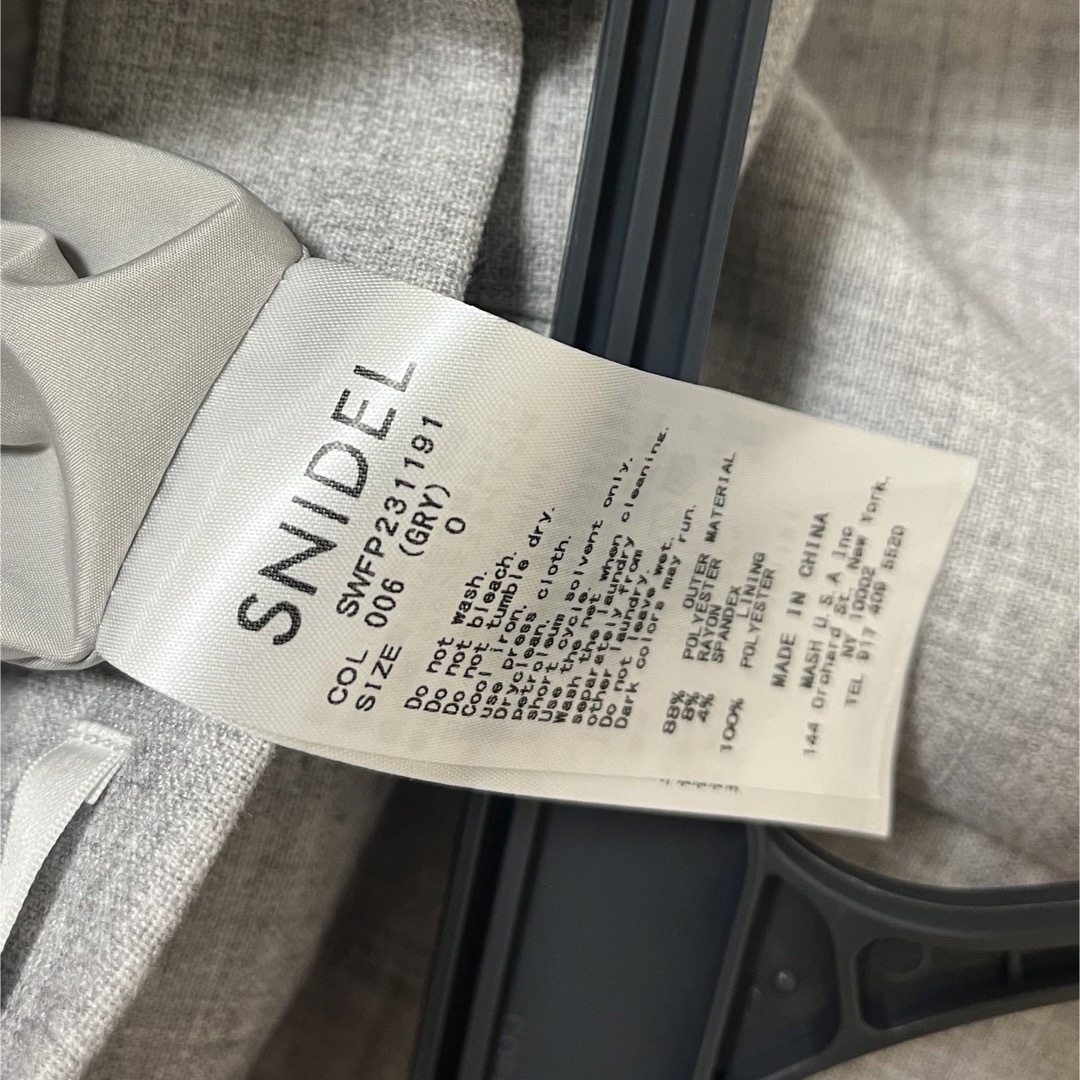 SNIDEL
SWFP231191
COL 006 (GRY)
SIZE 0
Do not wash.
Do not bleach.
Do not tumble dry.
Cool iron.
use press cloth.
Dryclean.
petroleum solvent only.
short cycle.
Use the net when cleaning.
Wash separately from
other laundry.
Do not leave wet.
Dark colors may run.
OUTER MATERIAL
88% POLYESTER
8% RAYON
4% SPANDEX
LINING
100% POLYESTER
MADE IN CHINA
MASH U.S.A Inc
144 Orchard St. New York.
NY 10002
TEL 917 409 5520